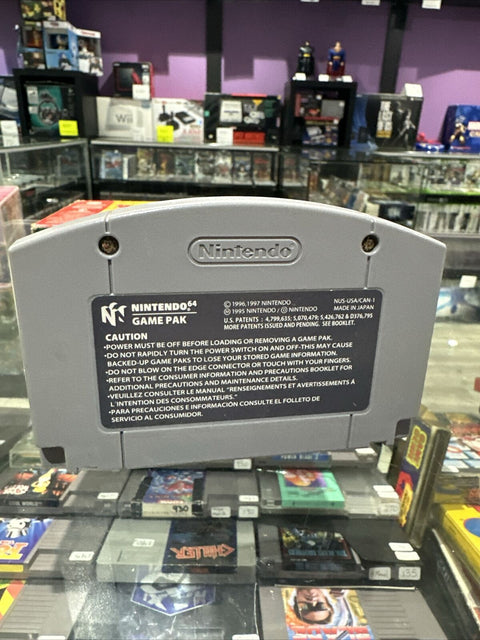 Wii
Nintendo
NINTENDO 64
GAME PAK
© 1996, 1997 NINTENDO
NUS-USA/CAN-1
MADE IN JAPAN
U.S. PATENTS : 4,799,635; 5,070,479; 5,426,762 & D376,795
MORE PATENTS ISSUED AND PENDING. SEE BOOKLET.
CAUTION
•POWER MUST BE OFF BEFORE LOADING OR REMOVING A GAME PAK.
•DO NOT RAPIDLY TURN THE POWER SWITCH ON AND OFF-THIS MAY CAUSE
BACKED-UP GAME PAKS TO LOSE YOUR STORED GAME INFORMATION.
•DO NOT BLOW ON THE EDGE CONNECTOR OR TOUCH WITH YOUR FINGERS.
•REFER TO THE CONSUMER INFORMATION AND PRECAUTIONS BOOKLET FOR
ADDITIONAL PRECAUTIONS AND MAINTENANCE DETAILS.
•VEUILLEZ CONSULTER LE MANUAL "RENSEIGNEMENTS ET AVERTISSEMENTS À
L'INTENTION DES CONSOMMATEURS."
•PARA PRECAUCIONES E INFORMACIÓN CONSULTE EL FOLLETO DE
SERVICIO AL CONSUMIDOR.
CHILLER